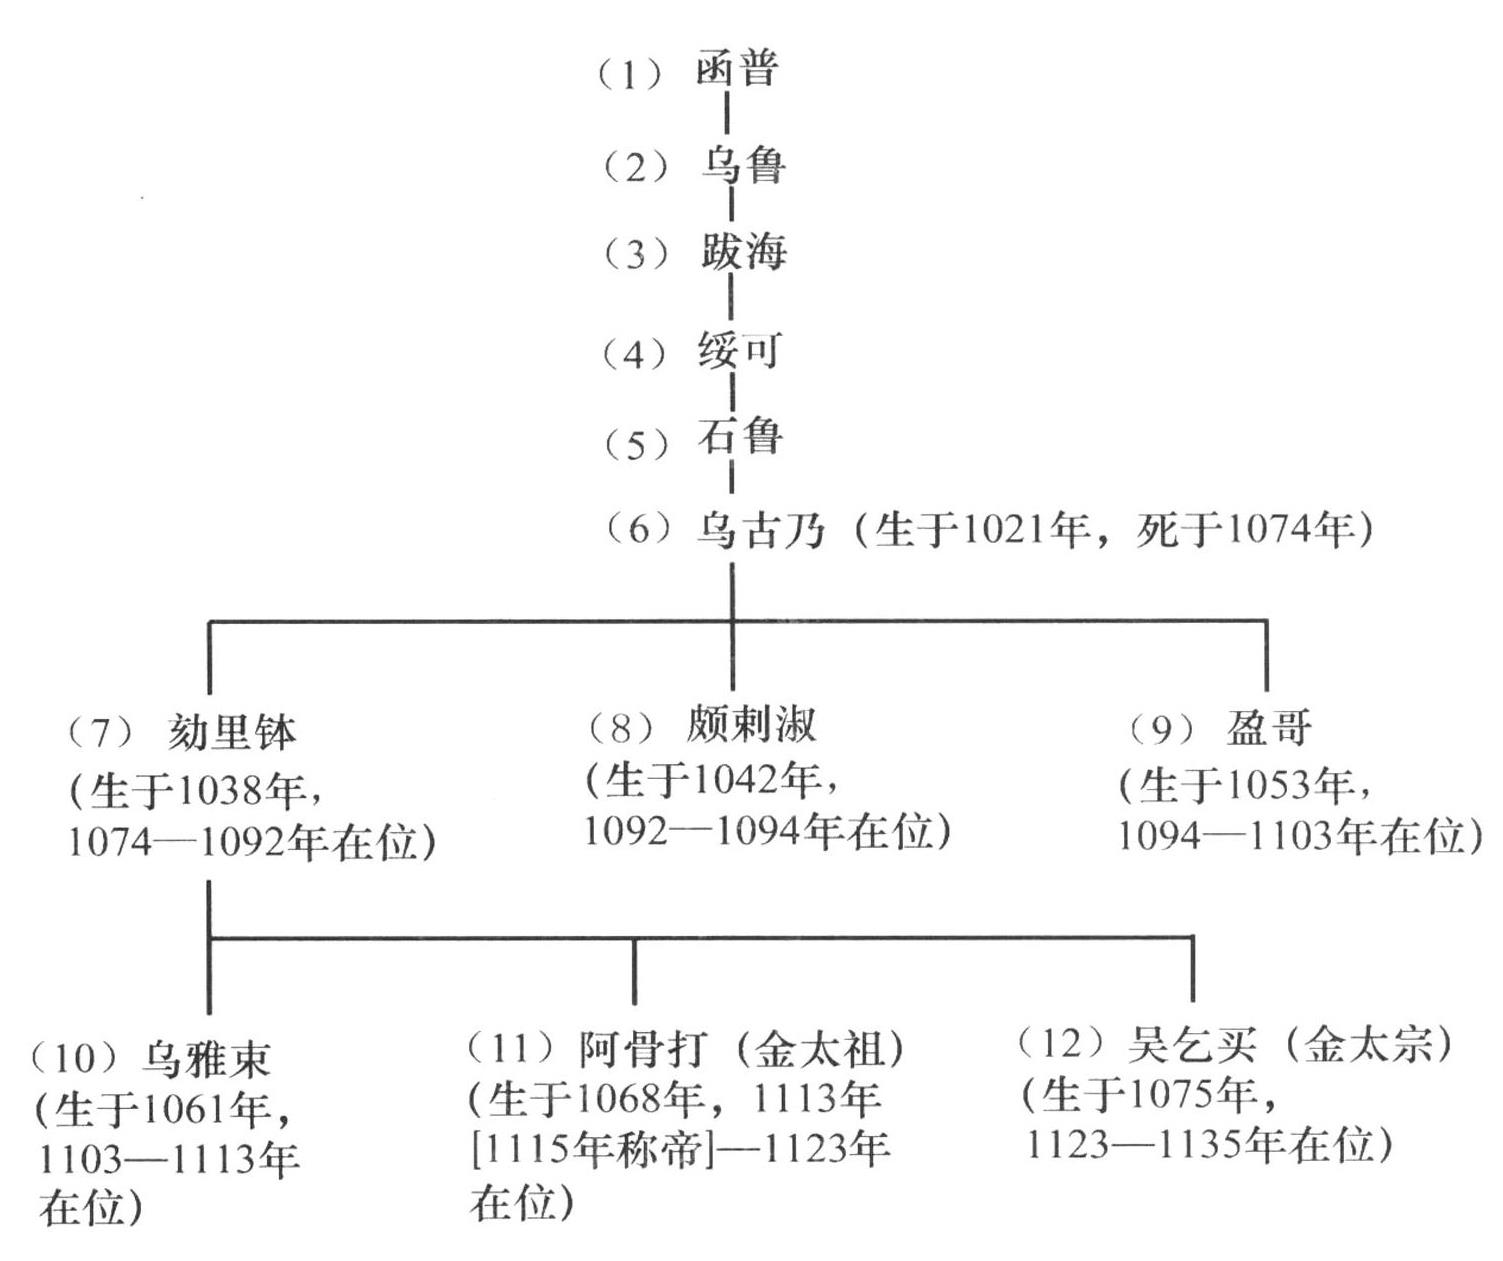 （1）函普
（2）乌鲁
（3）跋海
（4）绥可
（5）石鲁
（6）乌古乃（生于1021年，死于1074年）
（7）劾里钵
（生于1038年，
1074—1092年在位）
（8）颇剌淑
（生于1042年，
1092—1094年在位）
（9）盈哥
（生于1053年，
1094—1103年在位）
（10）乌雅束
（生于1061年，
1103—1113年
在位）
（11）阿骨打（金太祖）
（生于1068年，1113年
[1115年称帝]—1123年
在位）
（12）吴乞买（金太宗）
（生于1075年，
1123—1135年在位）